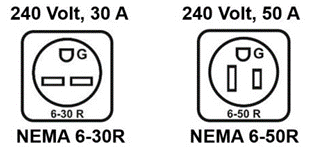 240 Volt, 30 A
G
6-30 R
NEMA 6-30R
240 Volt, 50 A
G
6-50 R
NEMA 6-50R